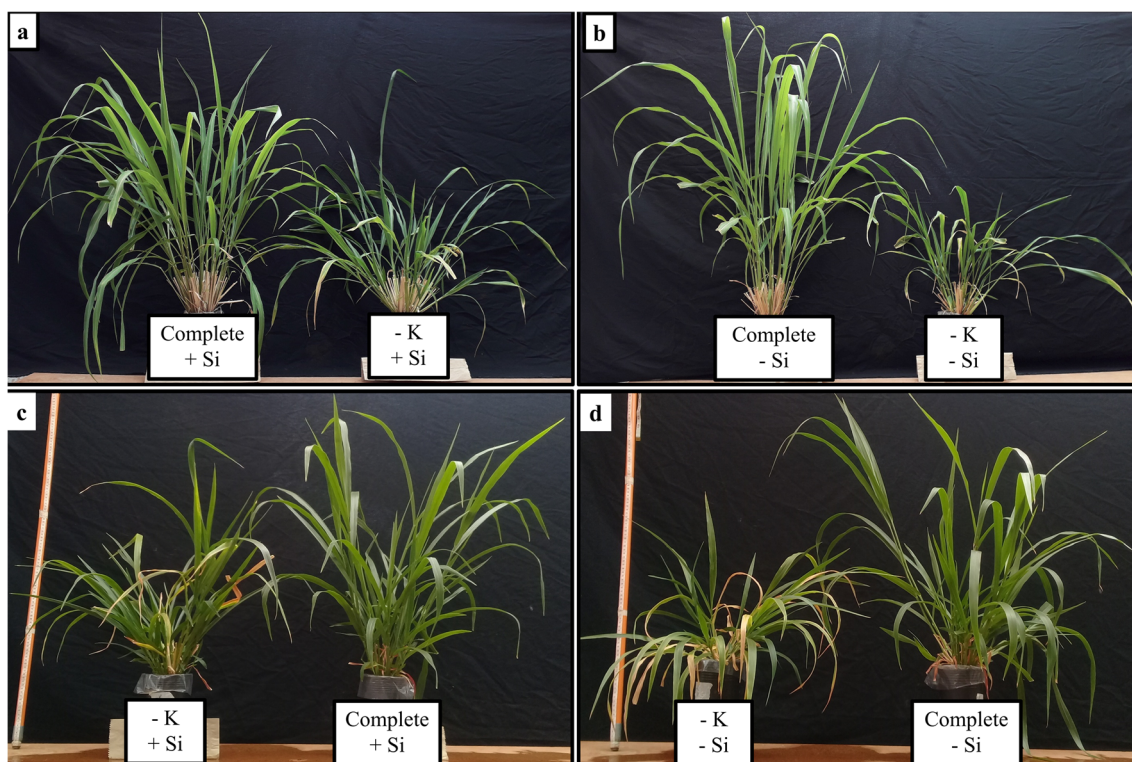 a
Complete
+ Si
- K
+ Si
b
Complete
- Si
- K
- Si
c
- K
+ Si
Complete
+ Si
d
- K
- Si
Complete
- Si